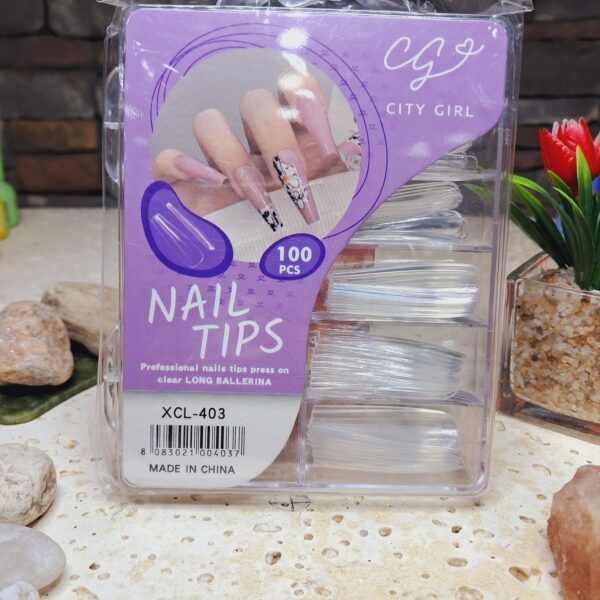 CG
CITY GIRL
100
PCS
NAIL
TIPS
Professional nails tips press on
clear LONG BALLERINA
XCL-403
8 083021 004037
MADE IN CHINA